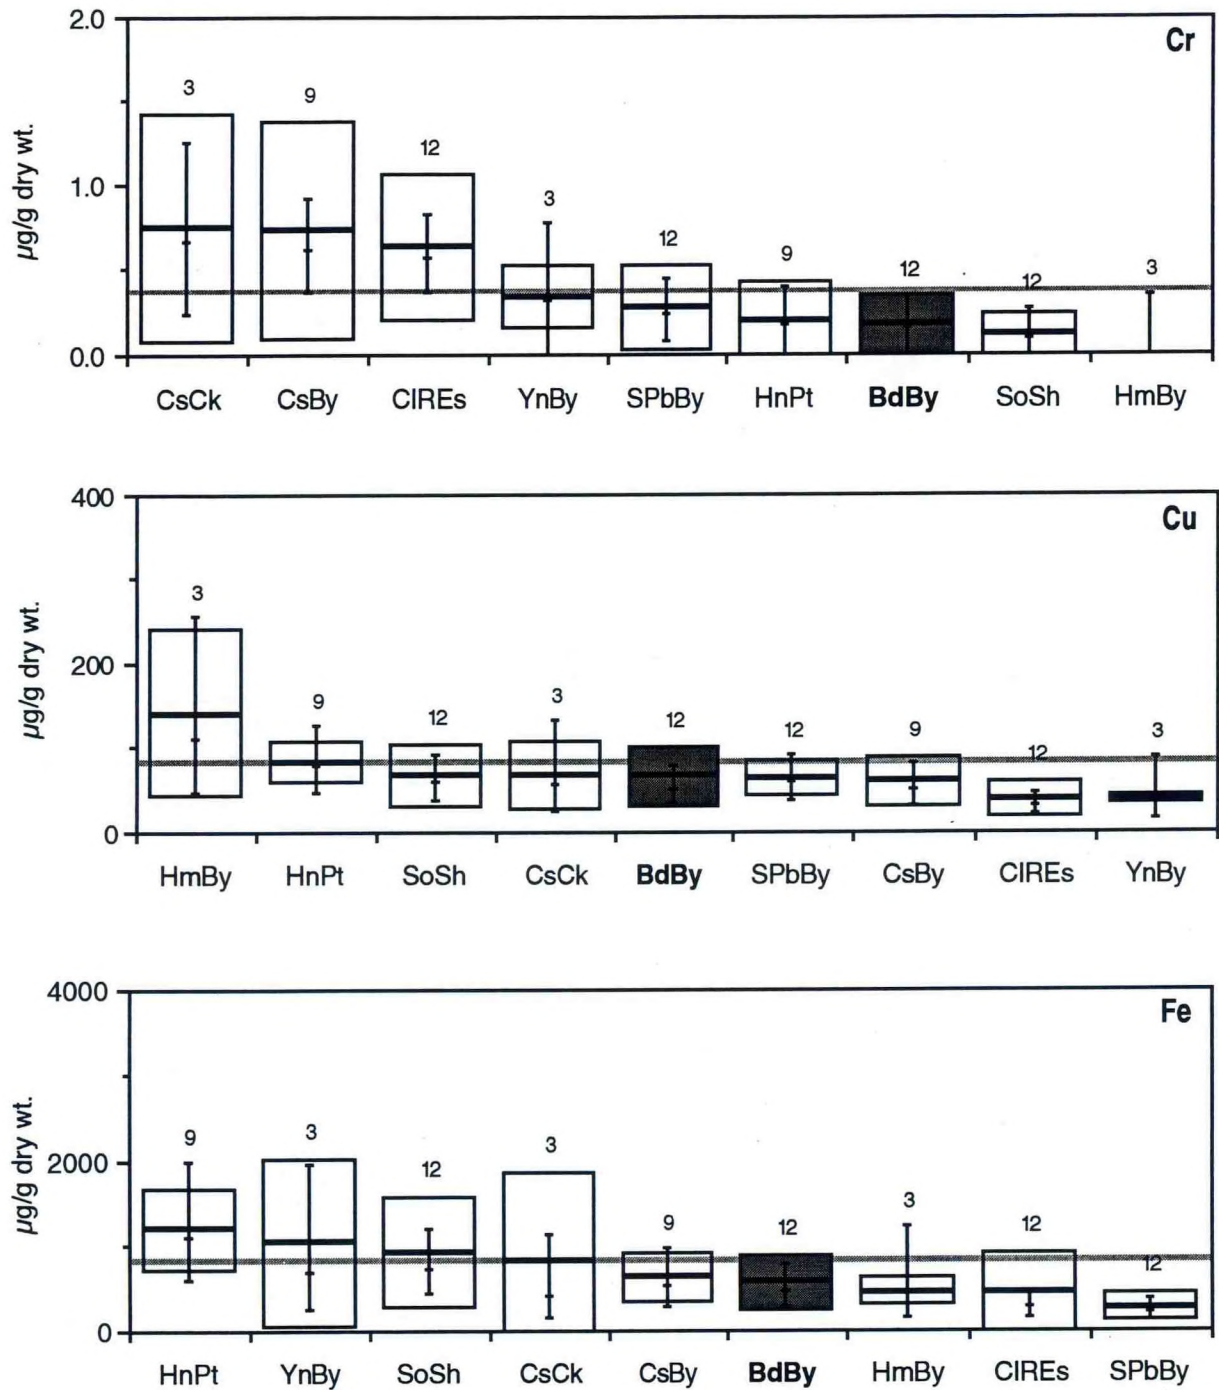 Cr
2.0
1.0
0.0
µg/g dry wt.
3 9 12 3 12 9 12 12 3
CsCk CsBy ClREs YnBy SPbBy HnPt BdBy SoSh HmBy
Cu
400
200
0
µg/g dry wt.
3 9 12 3 12 12 9 12 3
HmBy HnPt SoSh CsCk BdBy SPbBy CsBy ClREs YnBy
Fe
4000
2000
0
µg/g dry wt.
9 3 12 3 9 12 3 12 12
HnPt YnBy SoSh CsCk CsBy BdBy HmBy ClREs SPbBy